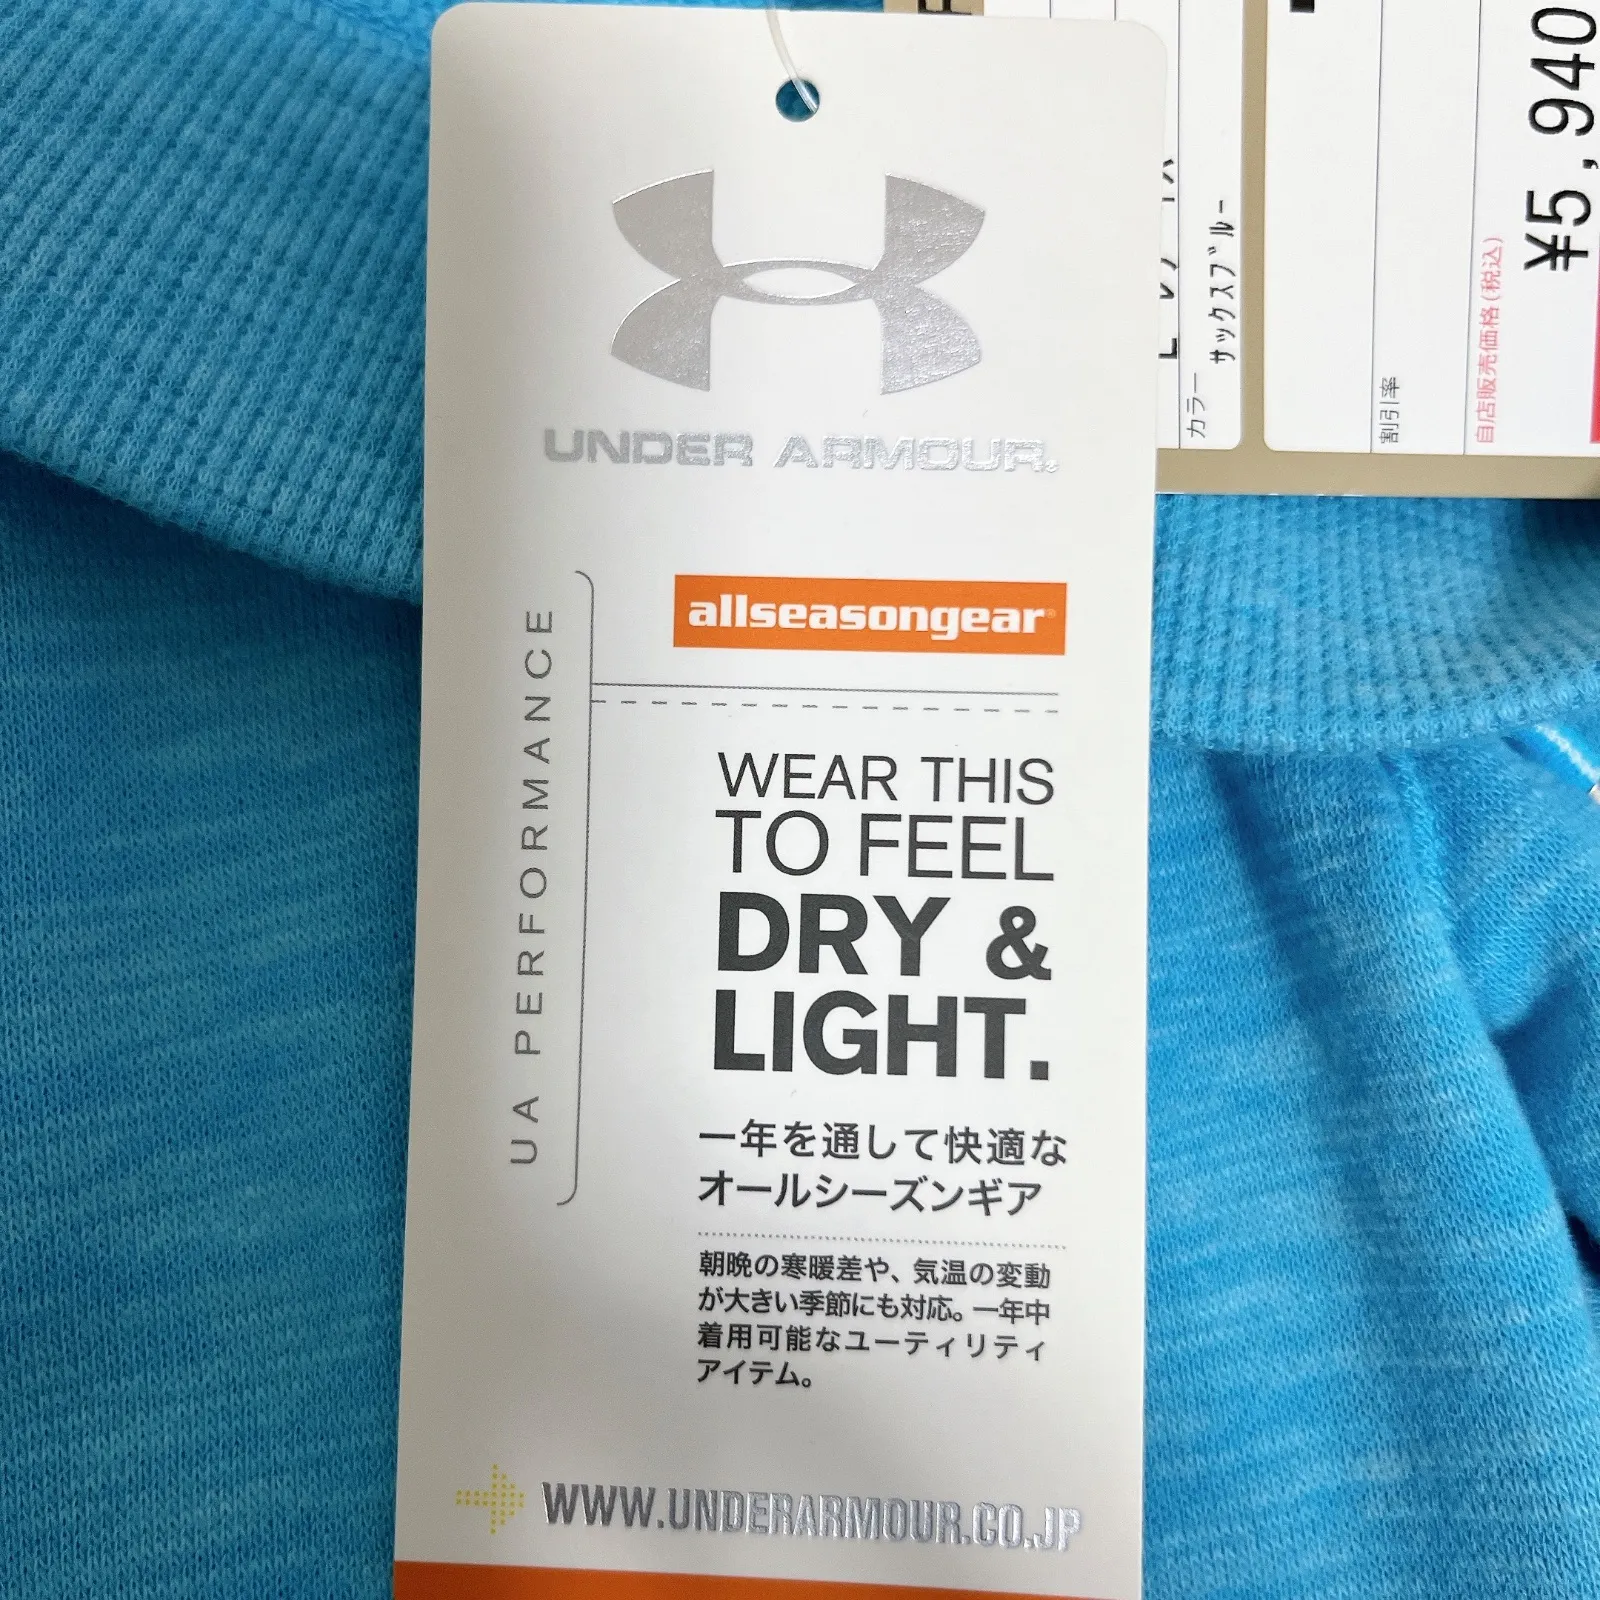 UNDER ARMOUR.
allseasongear®
UA PERFORMANCE
WEAR THIS
TO FEEL
DRY &
LIGHT.
一年を通して快適な
オールシーズンギア
朝晩の寒暖差や、気温の変動
が大きい季節にも対応。一年中
着用可能なユーティリティ
アイテム。
WWW.UNDERARMOUR.CO.JP
カラー
サックスブルー
割引率
自店販売価格(税込)
¥5,940